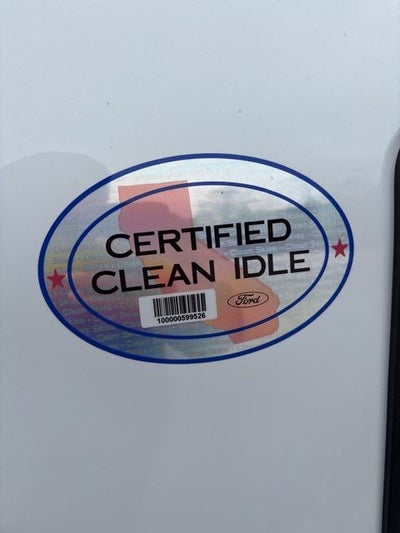 CERTIFIED
CLEAN IDLE
100000599526
Ford